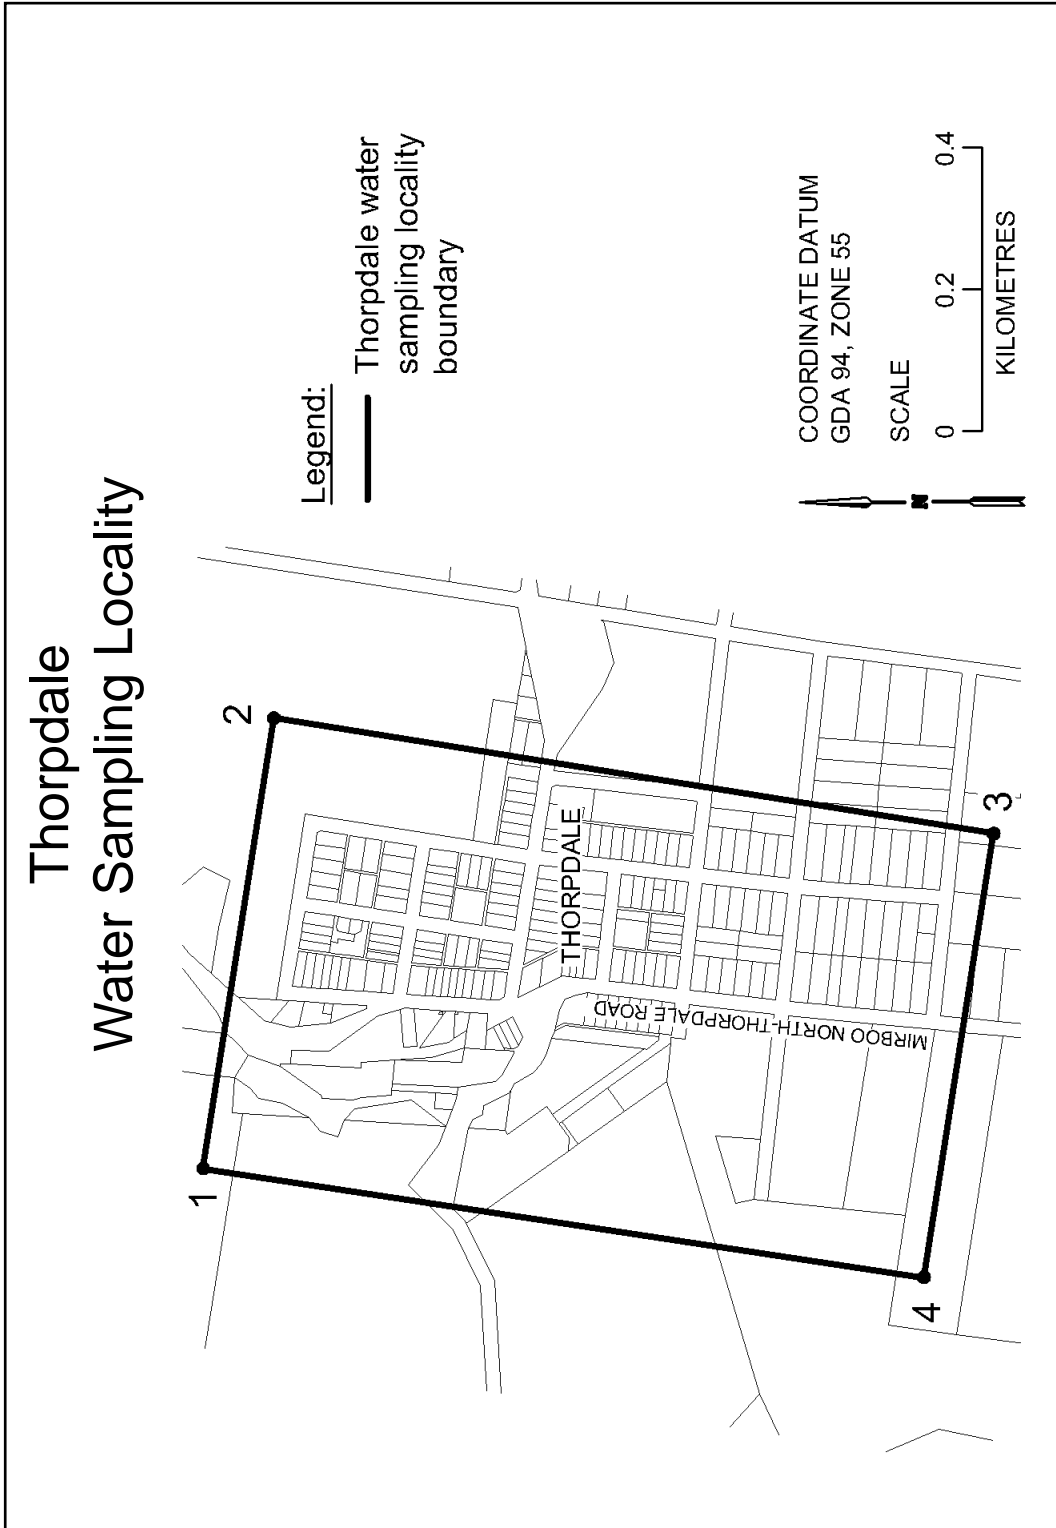 Thorpdale
Water Sampling Locality
Legend:
Thorpdale water
sampling locality
boundary
1
2
3
4
THORPDALE
MIRBOO NORTH-THORPDALE ROAD
N
COORDINATE DATUM
GDA 94, ZONE 55
SCALE
0 0.2 0.4
KILOMETRES